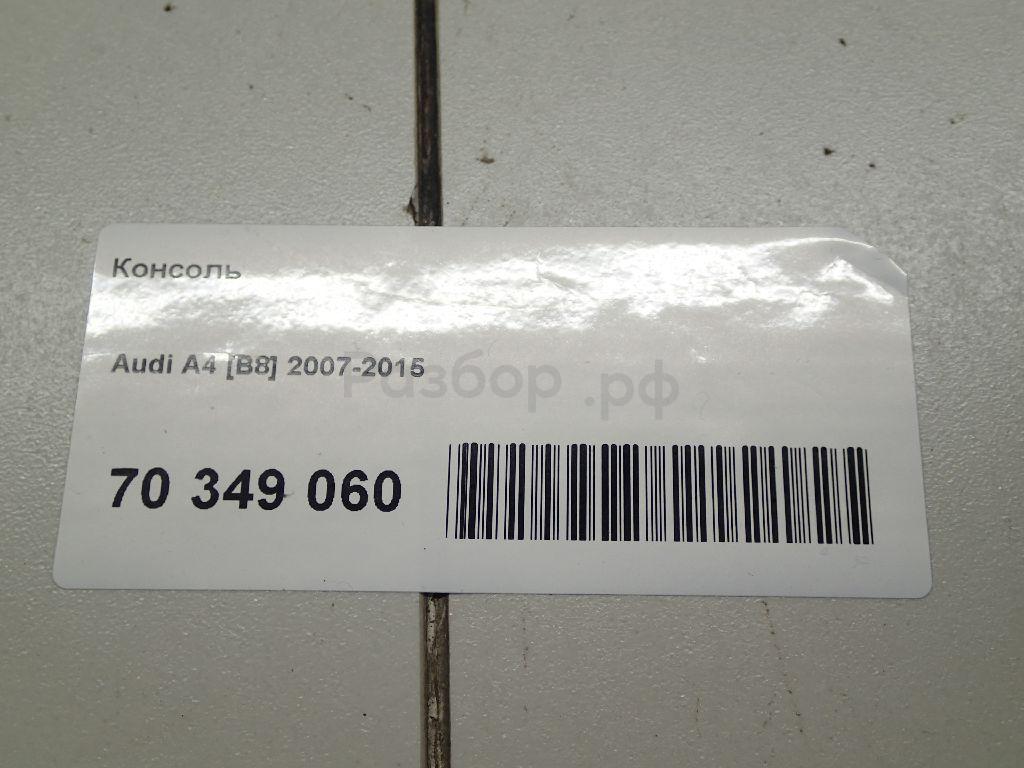 Консоль
Audi A4 [B8] 2007-2015
Разбор.рф
70 349 060